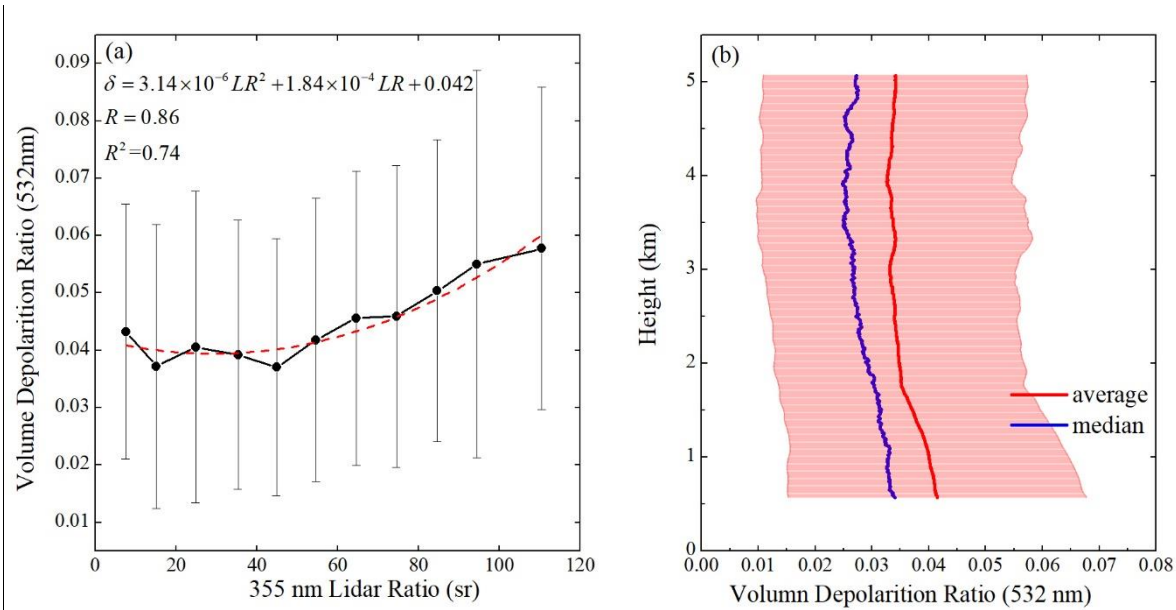 (a)
δ = 3.14×10⁻⁶ LR² +1.84×10⁻⁴ LR+0.042
R = 0.86
R² =0.74
0.09
0.08
0.07
0.06
0.05
0.04
0.03
0.02
0.01
Volume Depolarition Ratio (532nm)
0 20 40 60 80 100 120
355 nm Lidar Ratio (sr)
(b)
5
4
3
2
1
0
Height (km)
average
median
0.00 0.01 0.02 0.03 0.04 0.05 0.06 0.07 0.08
Volumn Depolarition Ratio (532 nm)